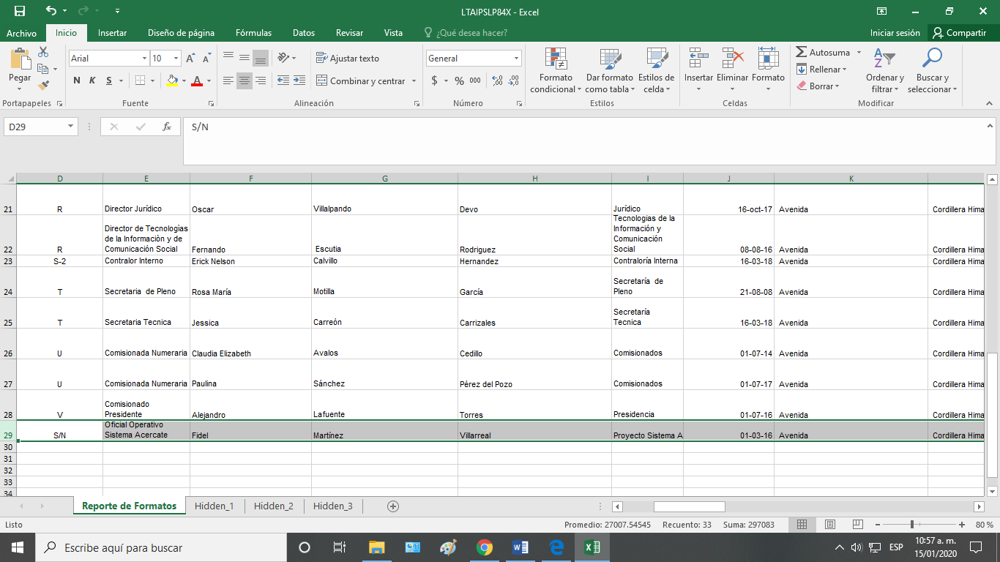 LTAIPSLP84X - Excel
Archivo Inicio Insertar Diseño de página Fórmulas Datos Revisar Vista ¿Qué desea hacer? Iniciar sesión Compartir
Pegar
Portapapeles
Arial 10
N K S
Fuente
Ajustar texto
Combinar y centrar
Alineación
General
$ % 000
Número
Formato condicional
Dar formato como tabla
Estilos de celda
Estilos
Insertar Eliminar Formato
Celdas
Autosuma
Rellenar
Borrar
Ordenar y filtrar
Buscar y seleccionar
Modificar
D29 fx S/N
D E F G H I J K
21 R Director Jurídico Oscar Villalpando Devo Jurídico 16-oct-17 Avenida Cordillera Hima
22 R Director de Tecnologìas de la Informaciòn y de Comunicación Social Fernando Escutia Rodriguez Tecnologias de la Información y Comunicación Social 08-08-16 Avenida Cordillera Hima
23 S-2 Contralor Interno Erick Nelson Calvillo Hernandez Contraloría Interna 16-03-18 Avenida Cordillera Hima
24 T Secretaria de Pleno Rosa María Motilla García Secretaría de Pleno 21-08-08 Avenida Cordillera Hima
25 T Secretaria Tecnica Jessica Carreón Carrizales Secretaría Tecnica 16-03-18 Avenida Cordillera Hima
26 U Comisionada Numeraria Claudia Elizabeth Avalos Cedillo Comisionados 01-07-14 Avenida Cordillera Hima
27 U Comisionada Numeraria Paulina Sánchez Pérez del Pozo Comisionados 01-07-17 Avenida Cordillera Hima
28 V Comisionado Presidente Alejandro Lafuente Torres Presidencia 01-07-16 Avenida Cordillera Hima
29 S/N Oficial Operativo Sistema Acercate Fidel Martínez Villarreal Proyecto Sistema A 01-03-16 Avenida Cordillera Hima
30
31
32
33
34
Reporte de Formatos Hidden_1 Hidden_2 Hidden_3
Listo Promedio: 27007.54545 Recuento: 33 Suma: 297083 80 %
Escribe aquí para buscar ESP 10:57 a. m.
15/01/2020